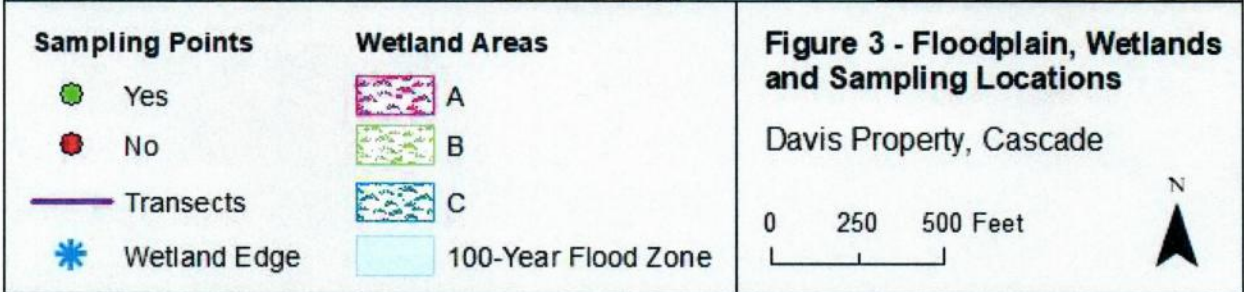 Sampling Points
Yes
No
Transects
Wetland Edge
Wetland Areas
A
B
C
100-Year Flood Zone
Figure 3 - Floodplain, Wetlands
and Sampling Locations
Davis Property, Cascade
0 250 500 Feet
N